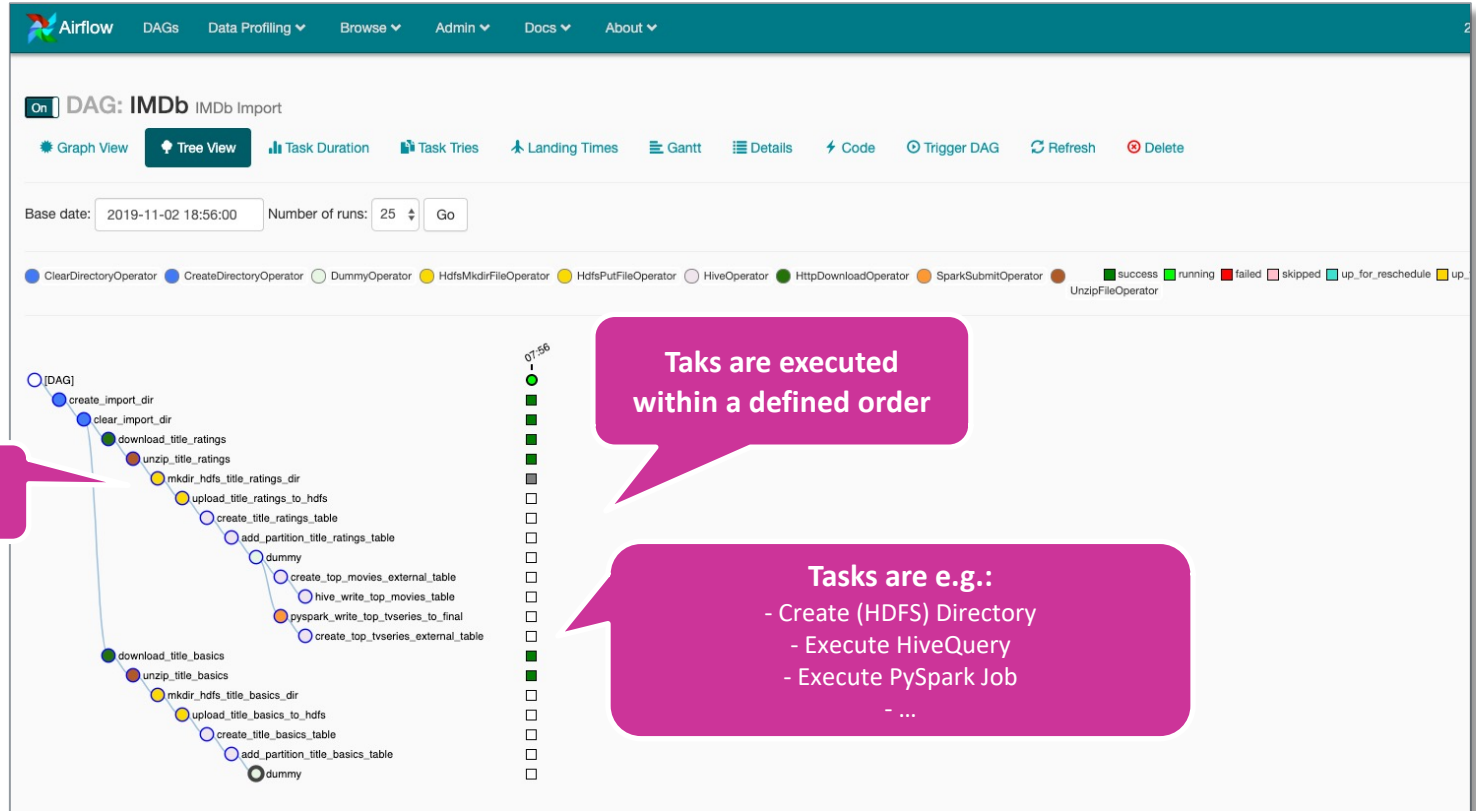 Airflow DAGs Data Profiling Browse Admin Docs About 2
On DAG: IMDb IMDb Import
Graph View Tree View Task Duration Task Tries Landing Times Gantt Details Code Trigger DAG Refresh Delete
Base date: 2019-11-02 18:56:00 Number of runs: 25 Go
ClearDirectoryOperator CreateDirectoryOperator DummyOperator HdfsMkdirFileOperator HdfsPutFileOperator HiveOperator HttpDownloadOperator SparkSubmitOperator UnzipFileOperator success running failed skipped up_for_reschedule up_
07:56
Taks are executed
within a defined order
[DAG]
create_import_dir
clear_import_dir
download_title_ratings
unzip_title_ratings
mkdir_hdfs_title_ratings_dir
upload_title_ratings_to_hdfs
create_title_ratings_table
add_partition_title_ratings_table
dummy
create_top_movies_external_table
hive_write_top_movies_table
pyspark_write_top_tvseries_to_final
create_top_tvseries_external_table
download_title_basics
unzip_title_basics
mkdir_hdfs_title_basics_dir
upload_title_basics_to_hdfs
create_title_basics_table
add_partition_title_basics_table
dummy
Tasks are e.g.:
- Create (HDFS) Directory
- Execute HiveQuery
- Execute PySpark Job
- …